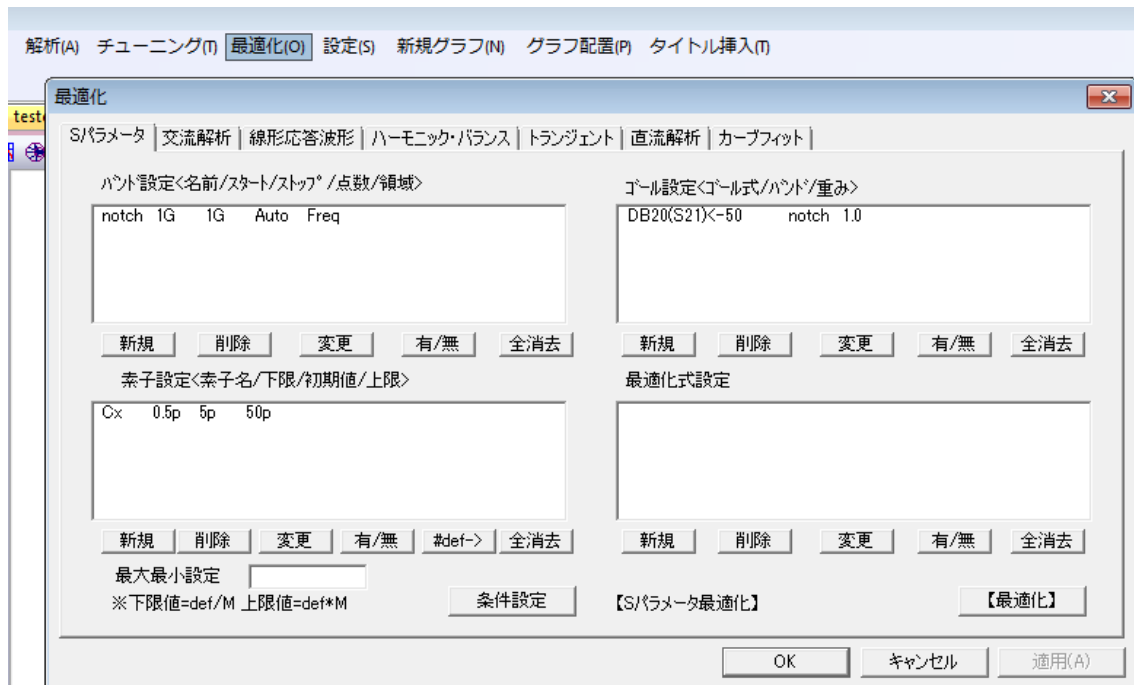 解析(A) チューニング(T) 最適化(O) 設定(S) 新規グラフ(N) グラフ配置(P) タイトル挿入(T)
最適化
Sパラメータ 交流解析 線形応答波形 ハーモニック・バランス トランジェント 直流解析 カーブフィット
バンド設定<名前/スタート/ストップ/点数/領域>
notch 1G 1G Auto Freq
新規 削除 変更 有/無 全消去
ゴール設定<ゴール式/バンド/重み>
DB20(S21)<-50 notch 1.0
新規 削除 変更 有/無 全消去
素子設定<素子名/下限/初期値/上限>
Cx 0.5p 5p 50p
新規 削除 変更 有/無 #def-> 全消去
最適化式設定
新規 削除 変更 有/無 全消去
最大最小設定
※下限値=def/M 上限値=def*M
条件設定
【Sパラメータ最適化】
【最適化】
OK キャンセル 適用(A)